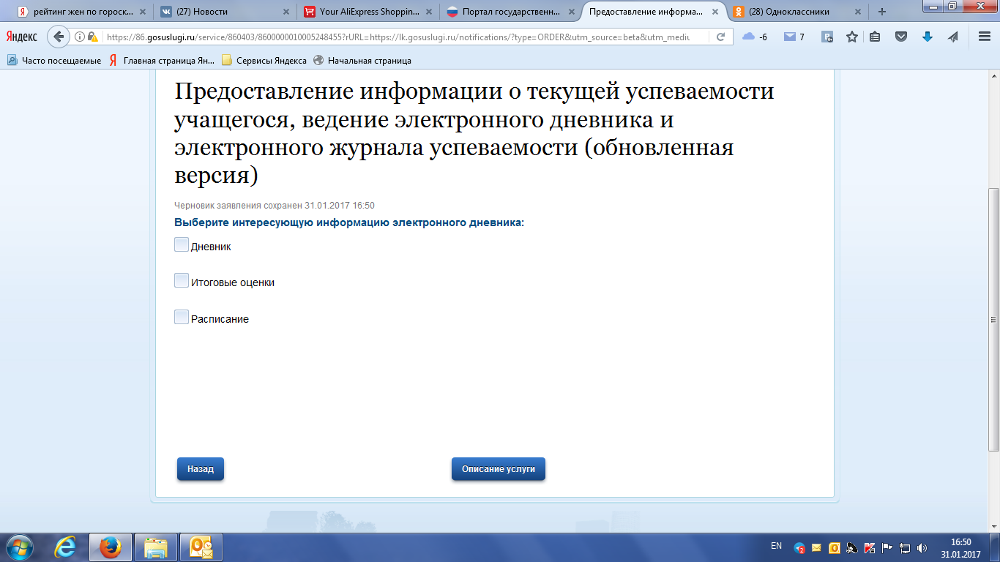 рейтинг жен по гороск...
(27) Новости
Your AliExpress Shoppin...
Портал государственн...
Предоставление информа...
(28) Одноклассники
Яндекс
https://86.gosuslugi.ru/service/860403/8600000010005248455?rURL=https://lk.gosuslugi.ru/notifications/?type=ORDER&utm_source=beta&utm_mediu
-6
7
Часто посещаемые
Главная страница Ян...
Сервисы Яндекса
Начальная страница
Предоставление информации о текущей успеваемости
учащегося, ведение электронного дневника и
электронного журнала успеваемости (обновленная
версия)
Черновик заявления сохранен 31.01.2017 16:50
Выберите интересующую информацию электронного дневника:
Дневник
Итоговые оценки
Расписание
Назад
Описание услуги
EN
2
16:50
31.01.2017